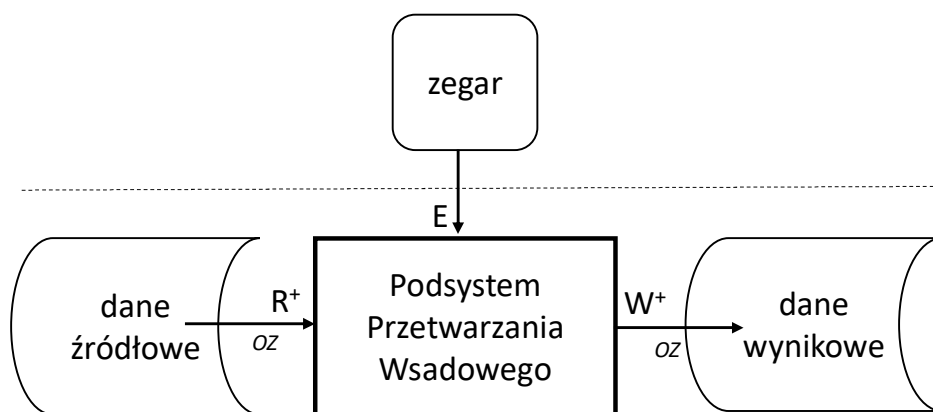 zegar
E
dane
źródłowe
R+
OZ
Podsystem
Przetwarzania
Wsadowego
W+
OZ
dane
wynikowe